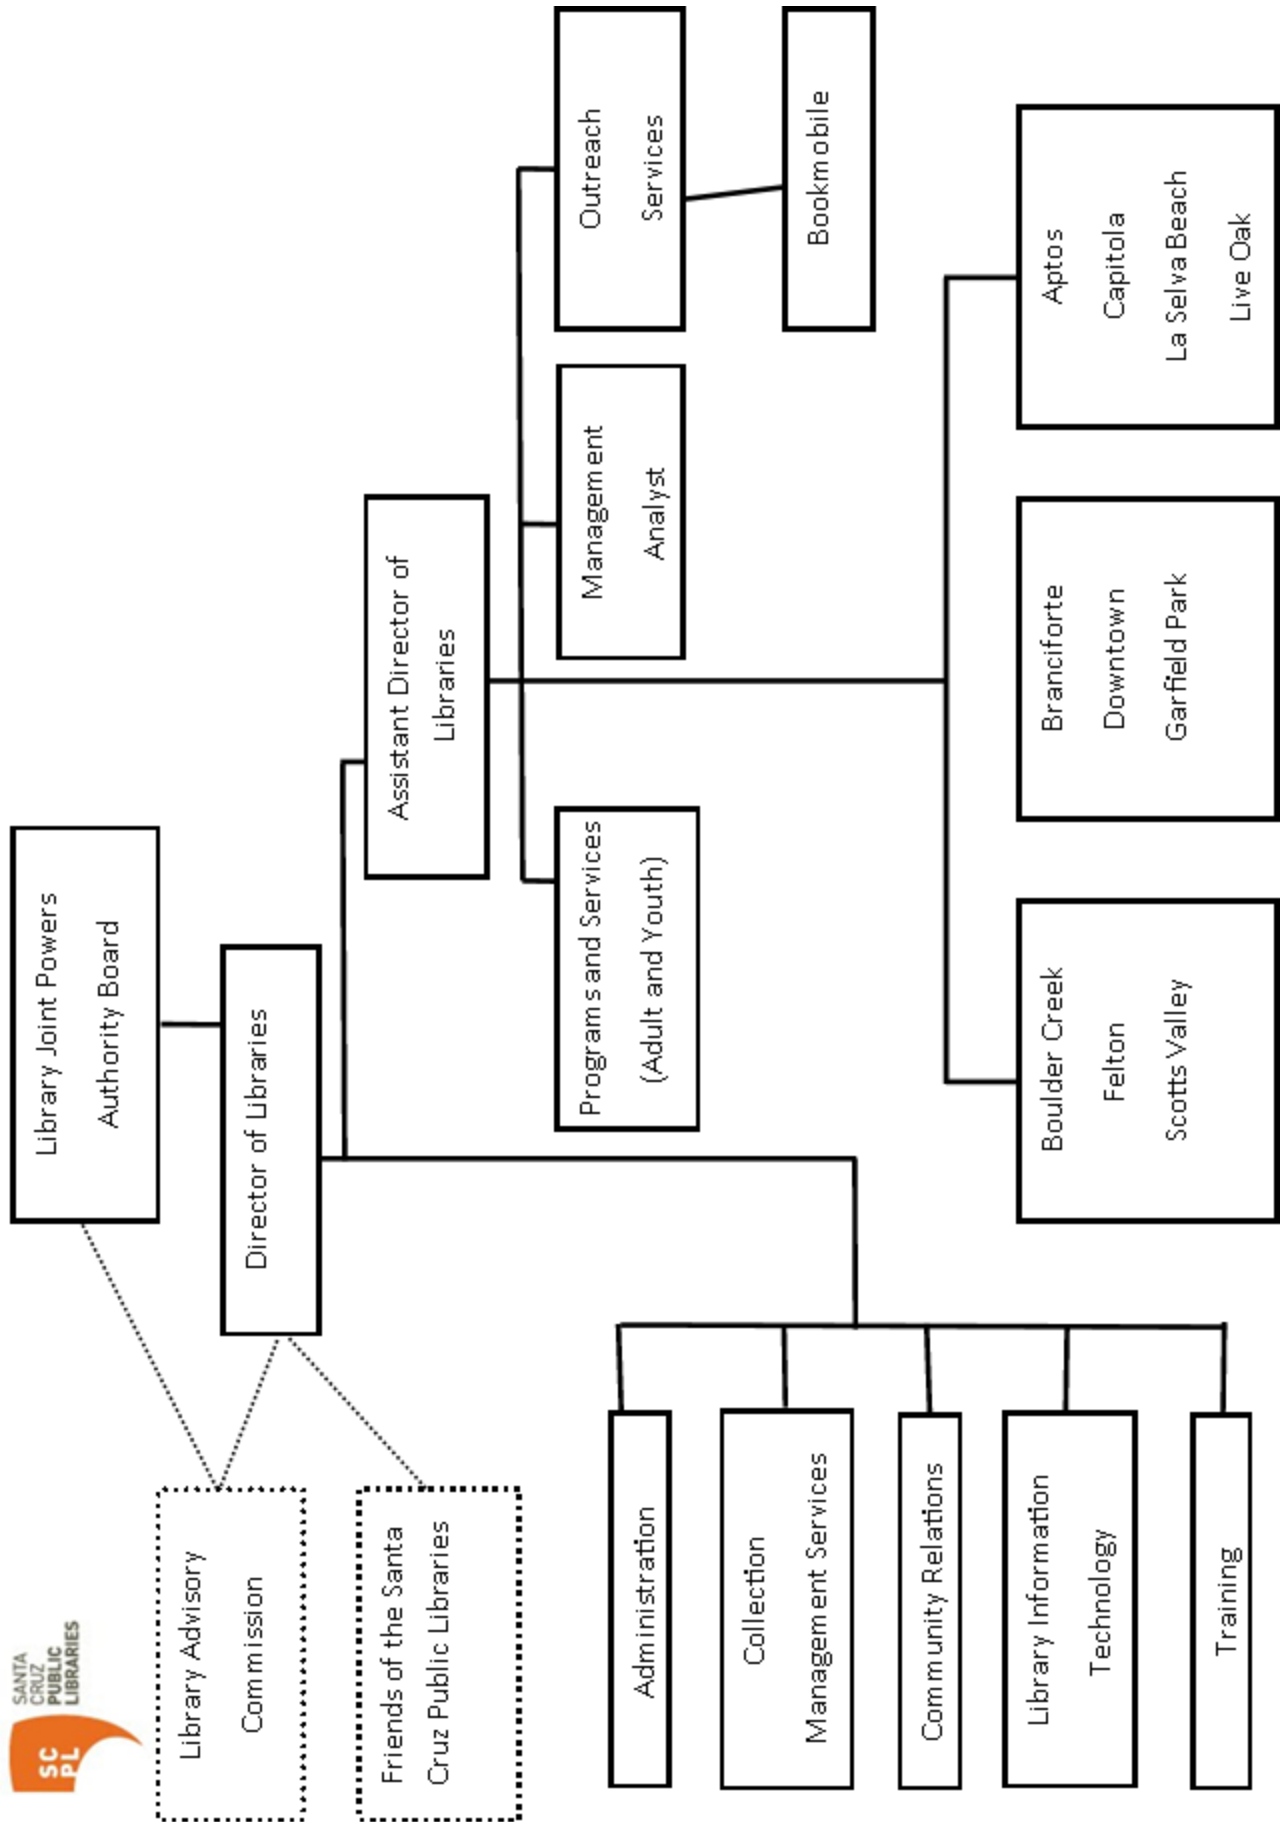 SANTA
CRUZ
PUBLIC
LIBRARIES
SC
PL
Library Joint Powers
Authority Board
Library Advisory
Commission
Director of Libraries
Friends of the Santa
Cruz Public Libraries
Assistant Director of
Libraries
Programs and Services
(Adult and Youth)
Management
Analyst
Outreach
Services
Bookmobile
Administration
Collection
Management Services
Community Relations
Library Information
Technology
Training
Boulder Creek
Felton
Scotts Valley
Branciforte
Downtown
Garfield Park
Aptos
Capitola
La Selva Beach
Live Oak